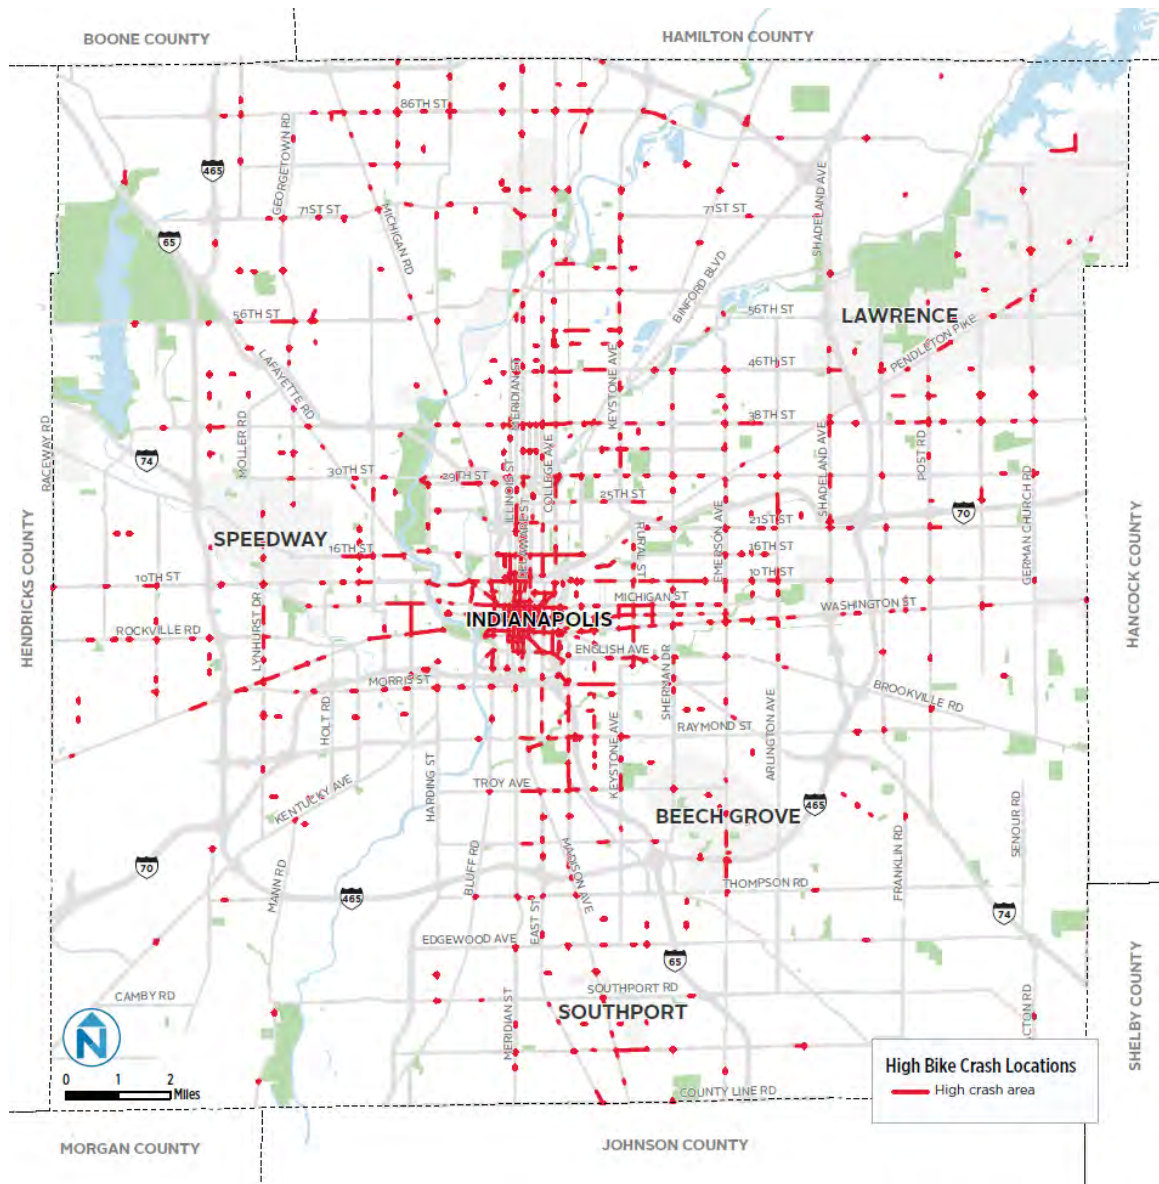 BOONE COUNTY
HAMILTON COUNTY
86TH ST
GEORGETOWN RD
465
SHADELAND AVE
71ST ST
71ST ST
MICHIGAN RD
65
BINFORD BLVD
56TH ST
56TH ST
LAWRENCE
PENDLETON PIKE
LAFAYETTE RD
46TH ST
MERIDIAN ST
KEYSTONE AVE
RACEWAY RD
MOLLER RD
38TH ST
COLLEGE AVE
SHADELAND AVE
POST RD
74
30TH ST
29TH ST
ILLINOIS ST
25TH ST
GERMAN CHURCH RD
70
DELAWARE ST
RURAL ST
EMERSON AVE
21ST ST
HENDRICKS COUNTY
SPEEDWAY
16TH ST
16TH ST
HANCOCK COUNTY
10TH ST
10TH ST
LYNHURST DR
MICHIGAN ST
WASHINGTON ST
INDIANAPOLIS
ROCKVILLE RD
ENGLISH AVE
SHERMAN DR
MORRIS ST
BROOKVILLE RD
HOLT RD
KEYSTONE AVE
RAYMOND ST
ARLINGTON AVE
HARDING ST
TROY AVE
KENTUCKY AVE
BEECH GROVE
465
SENOUR RD
MADISON AVE
FRANKLIN RD
70
MANN RD
BLUFF RD
465
THOMPSON RD
74
EAST ST
EDGEWOOD AVE
65
CAMBY RD
SOUTHPORT RD
SHELBY COUNTY
SOUTHPORT
ACTON RD
N
MERIDIAN ST
High Bike Crash Locations
High crash area
0 1 2
Miles
COUNTY LINE RD
MORGAN COUNTY
JOHNSON COUNTY